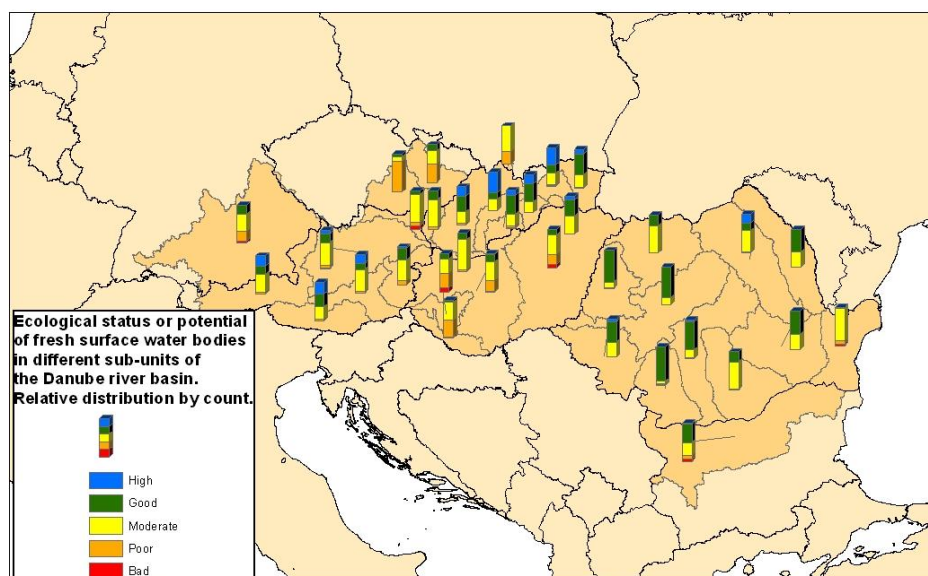 Ecological status or potential
of fresh surface water bodies
in different sub-units of
the Danube river basin.
Relative distribution by count.
High
Good
Moderate
Poor
Bad